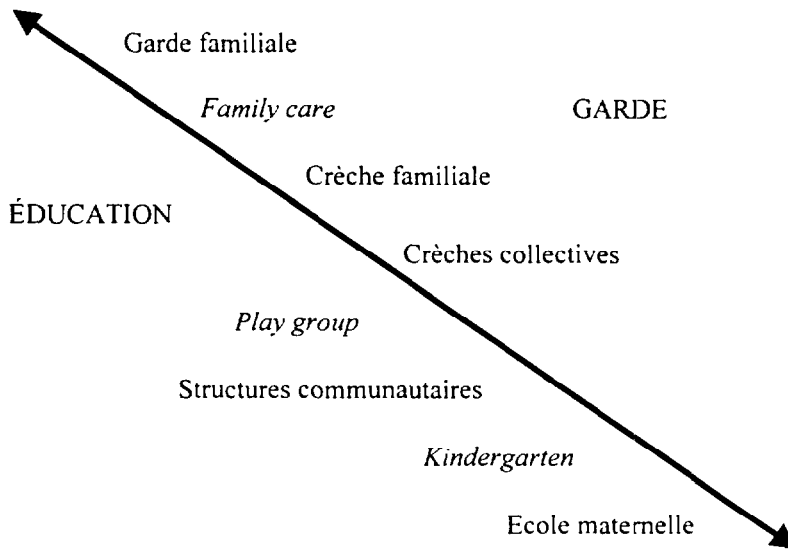 Garde familiale
Family care
GARDE
Crèche familiale
ÉDUCATION
Crèches collectives
Play group
Structures communautaires
Kindergarten
Ecole maternelle